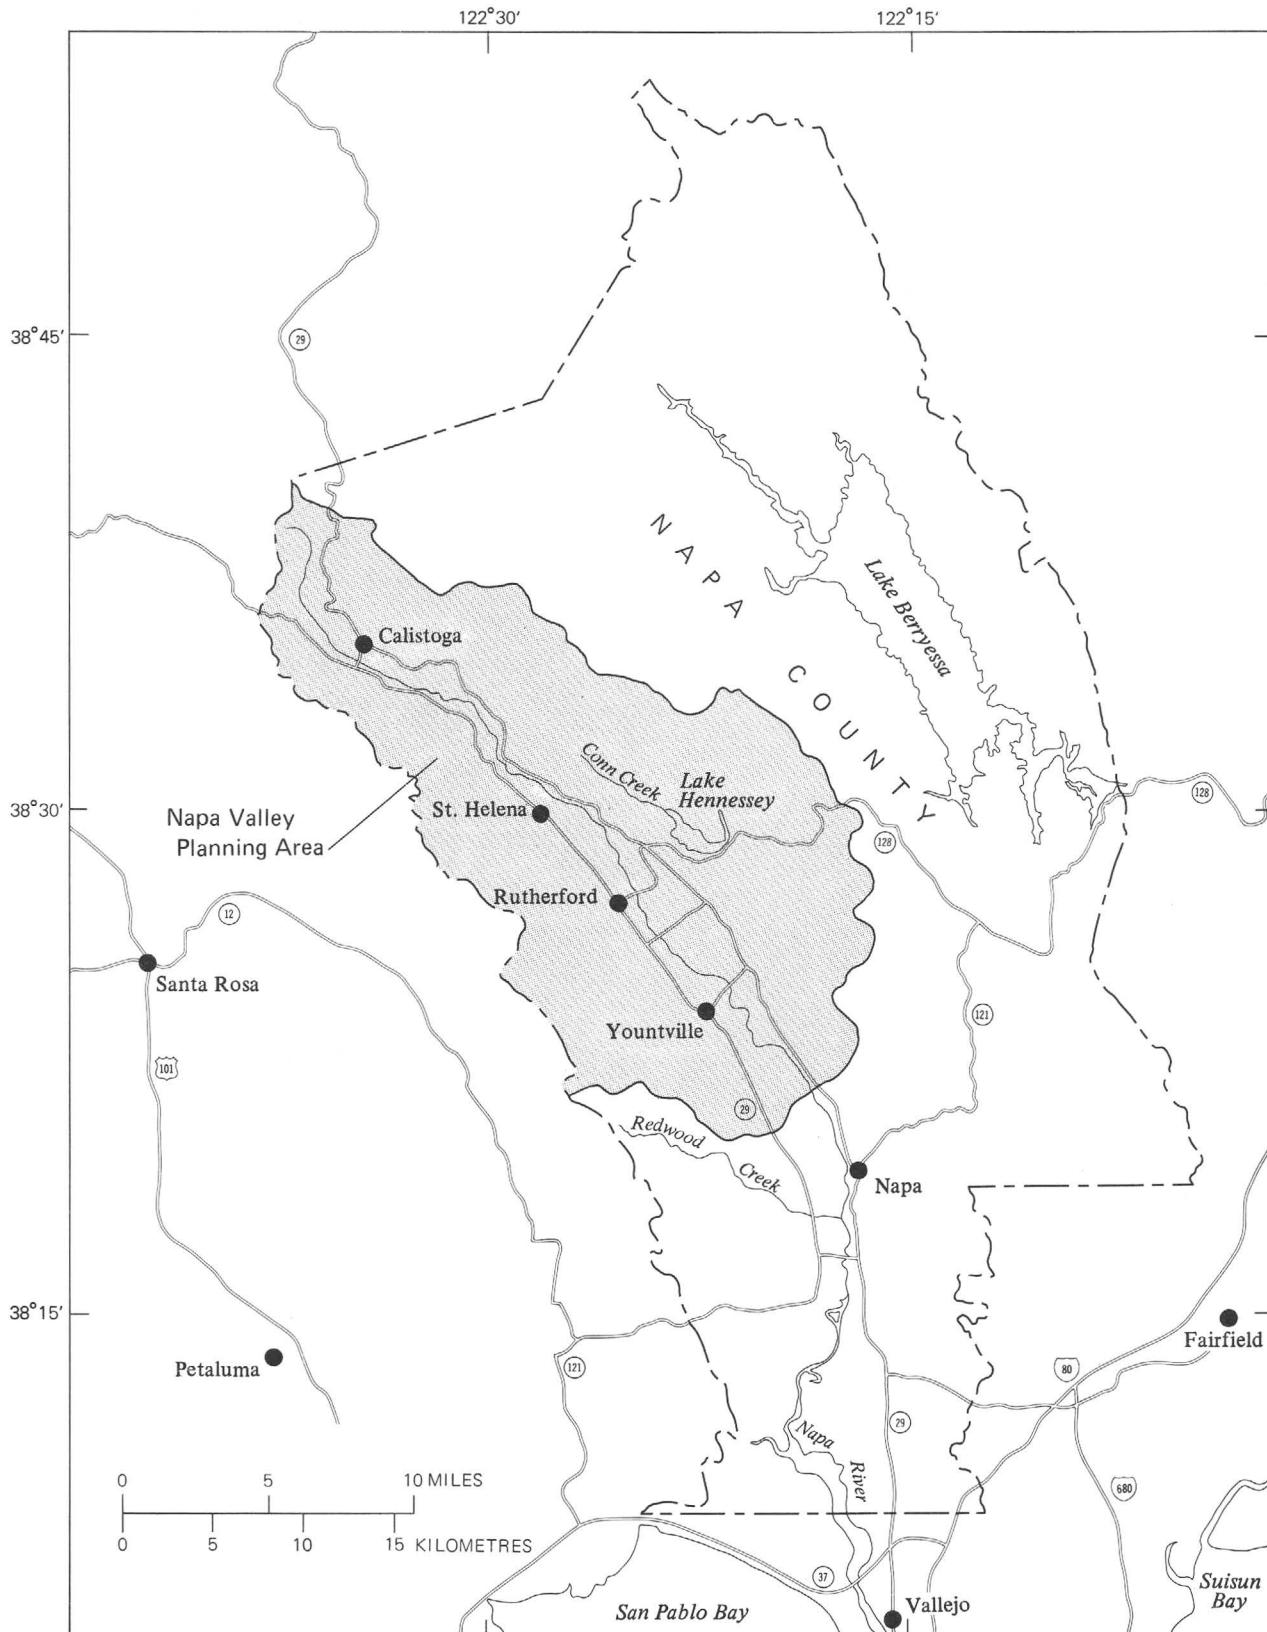 122°30′
122°15′
38°45′
29
NAPA COUNTY
Lake Berryessa
Calistoga
Conn Creek
Lake
Hennessey
38°30′
St. Helena
128
128
Napa Valley
Planning Area
Rutherford
12
Santa Rosa
121
Yountville
101
29
Redwood
Creek
Napa
38°15′
Fairfield
Petaluma
121
80
29
Napa
River
680
0 5 10 MILES
0 5 10 15 KILOMETRES
37
Suisun
Bay
San Pablo Bay
Vallejo